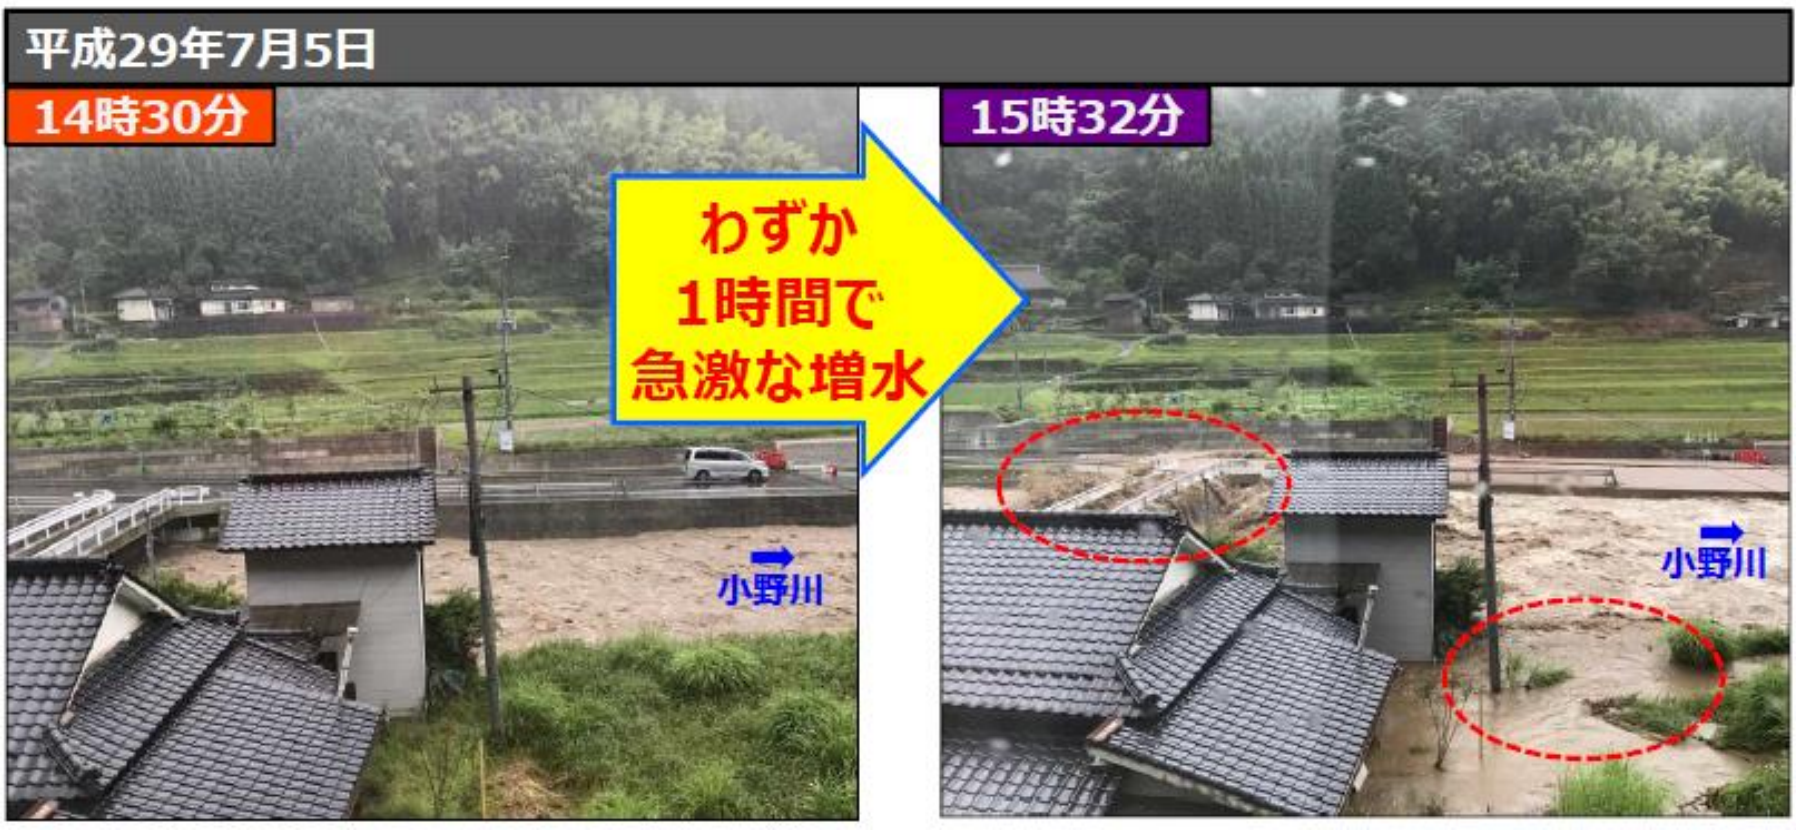 平成29年7月5日
14時30分
15時32分
わずか
1時間で
急激な増水
小野川
小野川